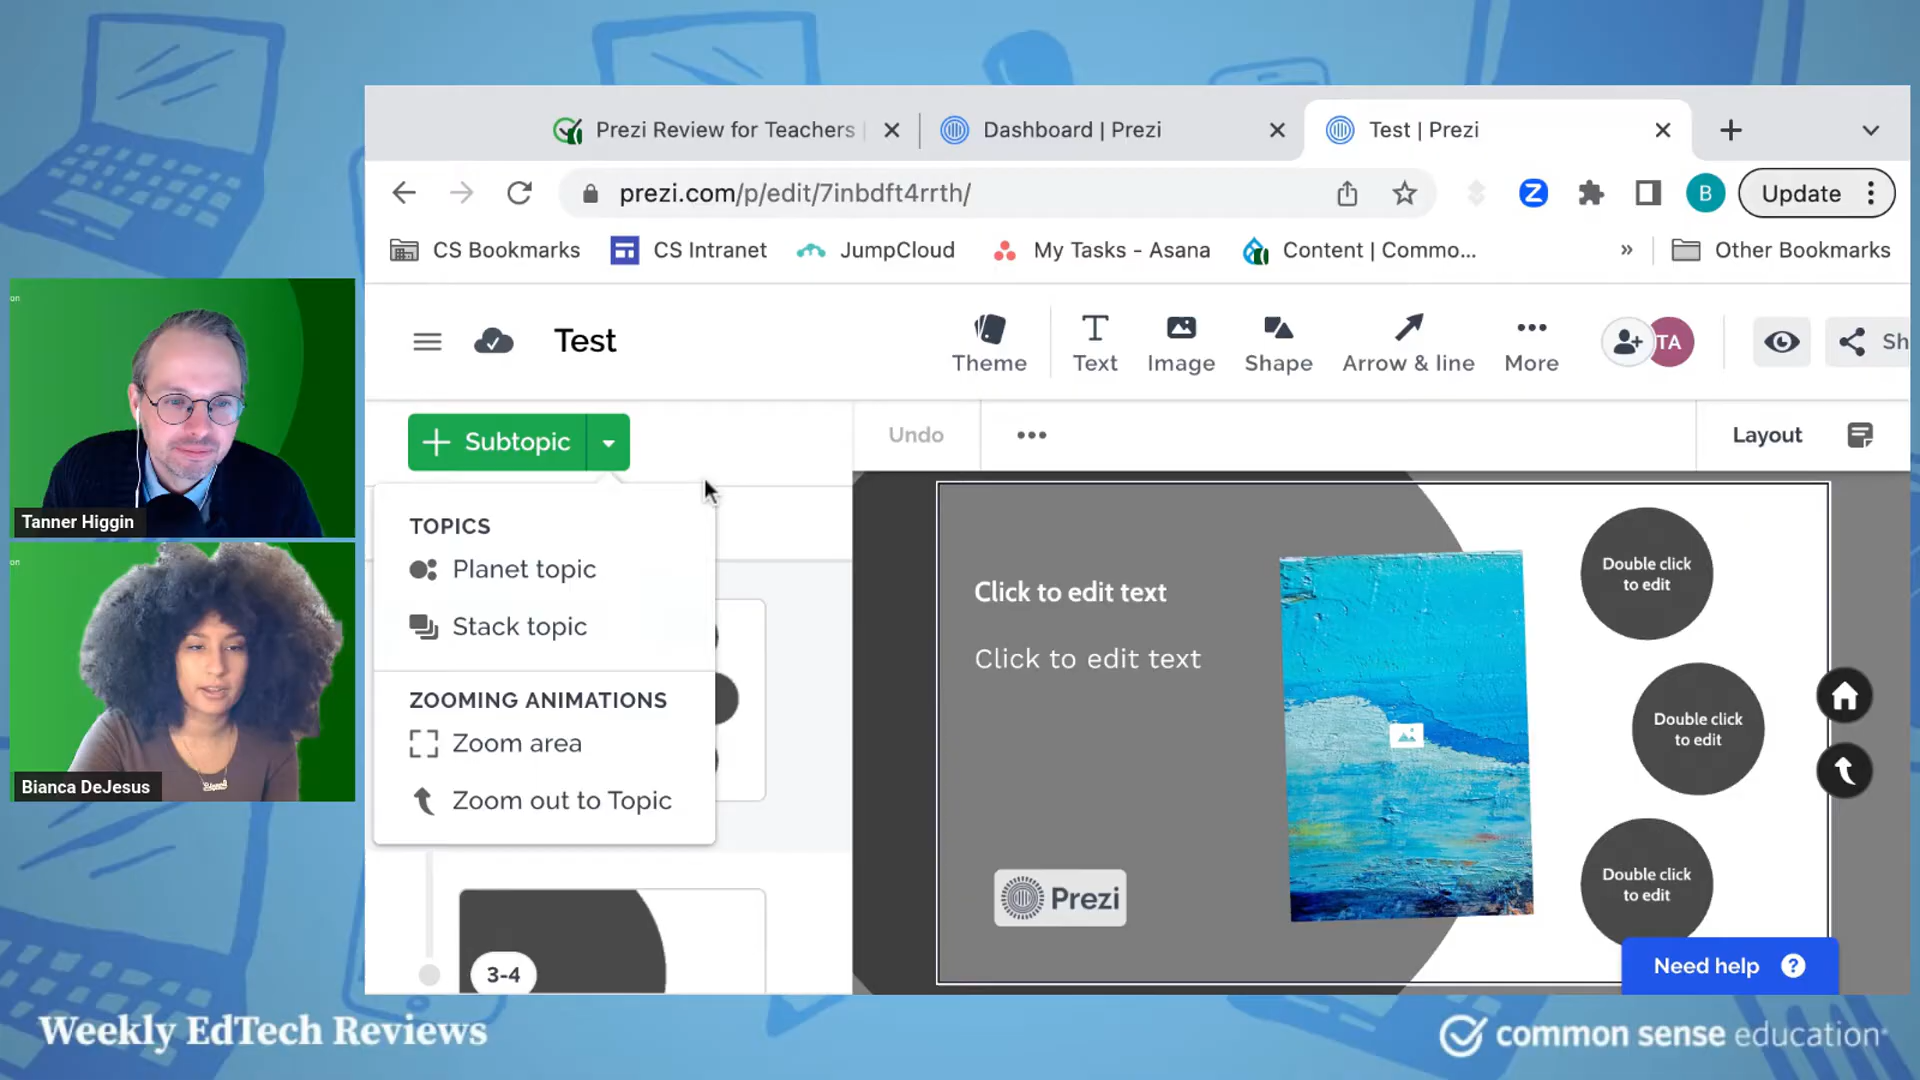 Prezi Review for Teachers
Dashboard | Prezi
Test | Prezi
prezi.com/p/edit/7inbdft4rrth/
B
Update
CS Bookmarks
CS Intranet
JumpCloud
My Tasks - Asana
Content | Commo...
»
Other Bookmarks
Test
Theme
Text
Image
Shape
Arrow & line
More
TA
Sh
Subtopic
Undo
Layout
TOPICS
Planet topic
Stack topic
ZOOMING ANIMATIONS
Zoom area
Zoom out to Topic
3-4
Click to edit text
Click to edit text
Prezi
Double click
to edit
Double click
to edit
Double click
to edit
Need help ?
on
Tanner Higgin
on
Bianca DeJesus
Weekly EdTech Reviews
common sense education